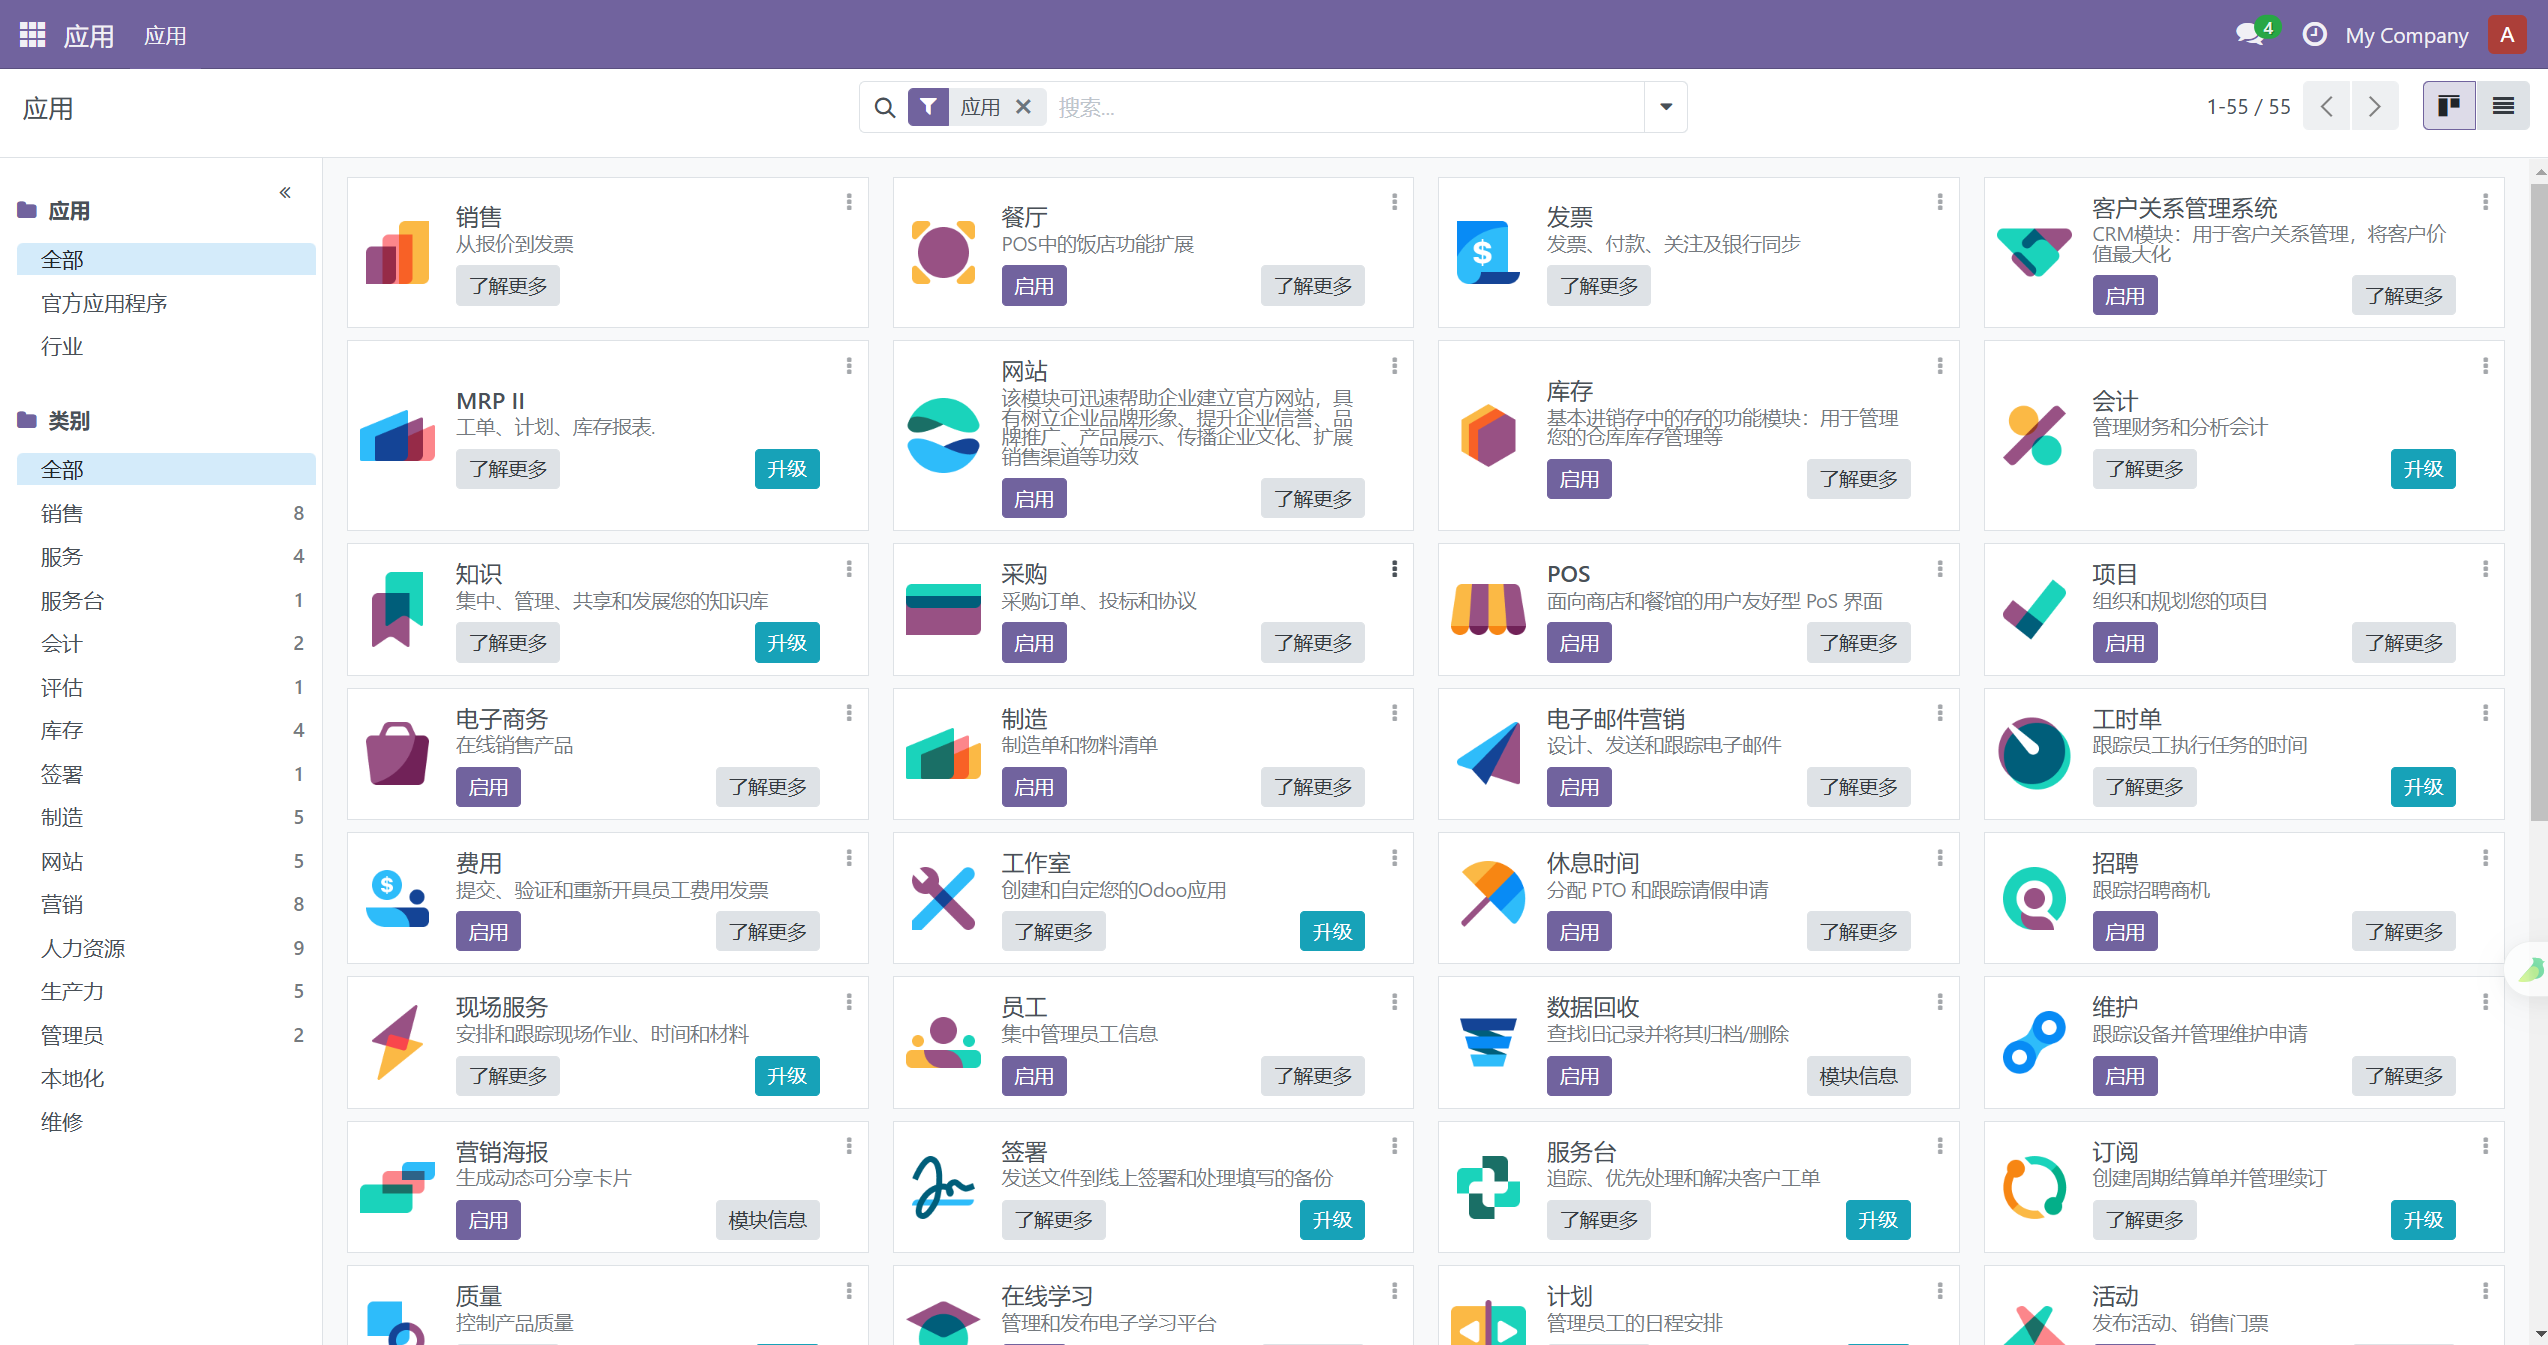 应用 应用 4 My Company A
应用
应用
搜索...
1-55 / 55
应用
全部
官方应用程序
行业
类别
全部
销售 8
服务 4
服务台 1
会计 2
评估 1
库存 4
签署 1
制造 5
网站 5
营销 8
人力资源 9
生产力 5
管理员 2
本地化
维修
销售
从报价到发票
了解更多
餐厅
POS中的饭店功能扩展
启用 了解更多
发票
发票、付款、关注及银行同步
了解更多
客户关系管理系统
CRM模块：用于客户关系管理，将客户价
值最大化
启用 了解更多
MRP II
工单、计划、库存报表.
了解更多 升级
网站
该模块可迅速帮助企业建立官方网站，具
有树立企业品牌形象、提升企业信誉、品
牌推广、产品展示、传播企业文化、扩展
销售渠道等功效
启用 了解更多
库存
基本进销存中的存的功能模块：用于管理
您的仓库库存管理等
启用 了解更多
会计
管理财务和分析会计
了解更多 升级
知识
集中、管理、共享和发展您的知识库
了解更多 升级
采购
采购订单、投标和协议
启用 了解更多
POS
面向商店和餐馆的用户友好型 PoS 界面
启用 了解更多
项目
组织和规划您的项目
启用 了解更多
电子商务
在线销售产品
启用 了解更多
制造
制造单和物料清单
启用 了解更多
电子邮件营销
设计、发送和跟踪电子邮件
启用 了解更多
工时单
跟踪员工执行任务的时间
了解更多 升级
费用
提交、验证和重新开具员工费用发票
启用 了解更多
工作室
创建和自定您的Odoo应用
了解更多 升级
休息时间
分配 PTO 和跟踪请假申请
启用 了解更多
招聘
跟踪招聘商机
启用 了解更多
现场服务
安排和跟踪现场作业、时间和材料
了解更多 升级
员工
集中管理员工信息
启用 了解更多
数据回收
查找旧记录并将其归档/删除
启用 模块信息
维护
跟踪设备并管理维护申请
启用 了解更多
营销海报
生成动态可分享卡片
启用 模块信息
签署
发送文件到线上签署和处理填写的备份
了解更多 升级
服务台
追踪、优先处理和解决客户工单
了解更多 升级
订阅
创建周期结算单并管理续订
了解更多 升级
质量
控制产品质量
在线学习
管理和发布电子学习平台
计划
管理员工的日程安排
活动
发布活动、销售门票